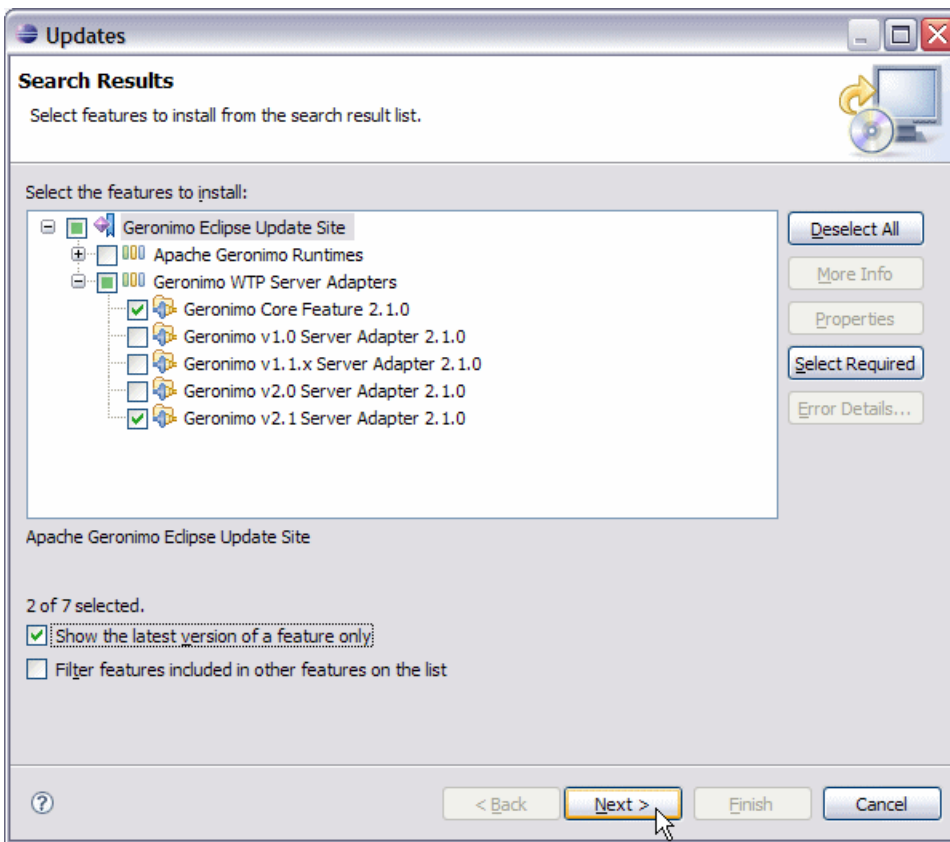 Updates
Search Results
Select features to install from the search result list.
Select the features to install:
Geronimo Eclipse Update Site
Apache Geronimo Runtimes
Geronimo WTP Server Adapters
Geronimo Core Feature 2.1.0
Geronimo v1.0 Server Adapter 2.1.0
Geronimo v1.1.x Server Adapter 2.1.0
Geronimo v2.0 Server Adapter 2.1.0
Geronimo v2.1 Server Adapter 2.1.0
Deselect All
More Info
Properties
Select Required
Error Details...
Apache Geronimo Eclipse Update Site
2 of 7 selected.
Show the latest version of a feature only
Filter features included in other features on the list
? < Back Next > Finish Cancel